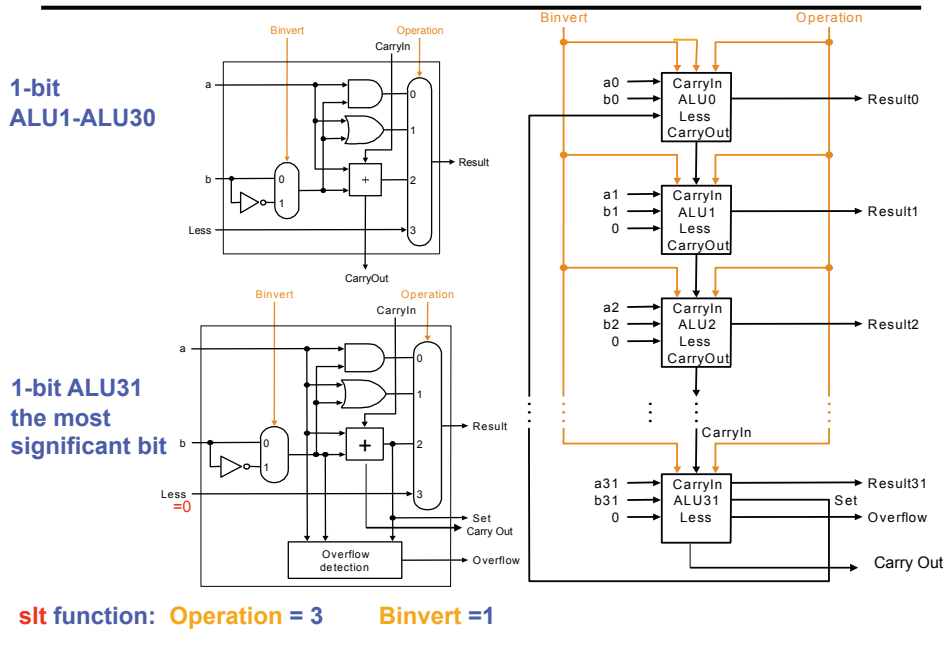 1-bit
ALU1-ALU30
Binvert
Operation
CarryIn
a
0
1
b
0
1
+
2
Result
Less
3
CarryOut
1-bit ALU31
the most
significant bit
Binvert
Operation
CarryIn
a
0
1
b
0
1
+
2
Result
Less
=0
3
Set
Carry Out
Overflow
detection
Overflow
Binvert
Operation
a0
CarryIn
b0
ALU0
Result0
Less
CarryOut
a1
CarryIn
b1
ALU1
Result1
0
Less
CarryOut
a2
CarryIn
b2
ALU2
Result2
0
Less
CarryOut
CarryIn
a31
CarryIn
Result31
b31
ALU31
Set
0
Less
Overflow
Carry Out
slt function: Operation = 3 Binvert =1